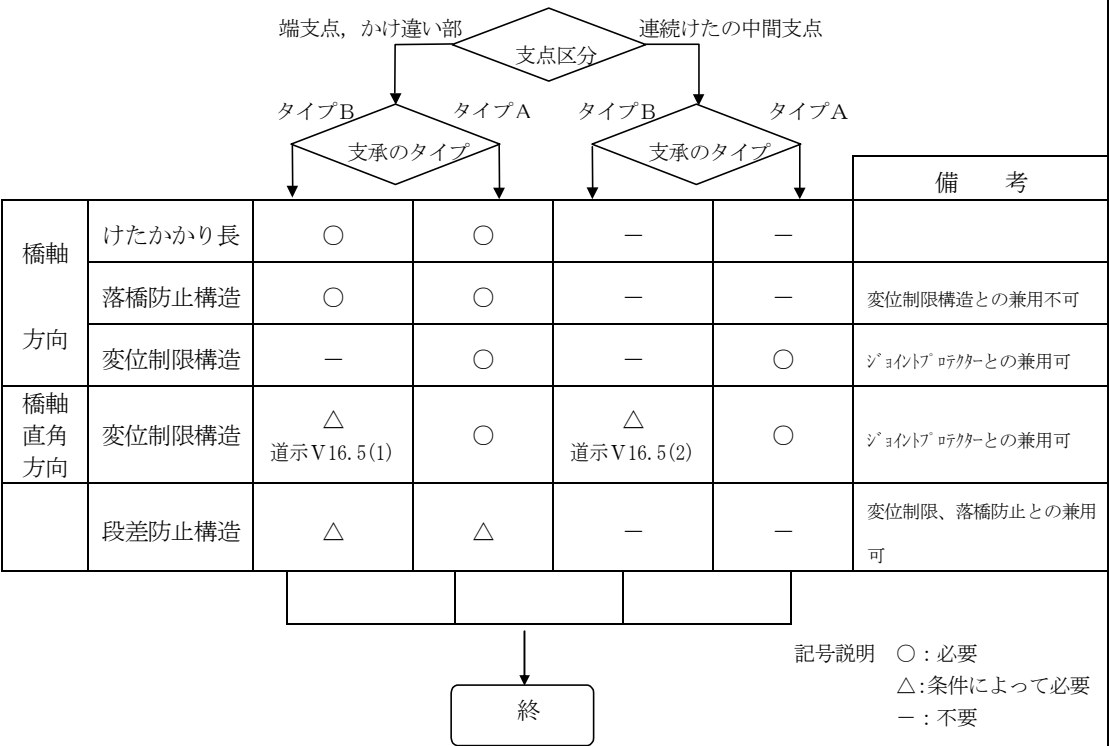 端支点，かけ違い部　連続けたの中間支点
支点区分
タイプＢ　タイプＡ　タイプＢ　タイプＡ
支承のタイプ　支承のタイプ
備　考
橋軸
方向
けたかかり長　○　○　－　－
落橋防止構造　○　○　－　－　変位制限構造との兼用不可
変位制限構造　－　○　－　○　ｼﾞｮｲﾝﾄﾌﾟﾛﾃｸﾀｰとの兼用可
橋軸
直角
方向
変位制限構造　△　○　△　○　ｼﾞｮｲﾝﾄﾌﾟﾛﾃｸﾀｰとの兼用可
道示Ⅴ16.5(1)　道示Ⅴ16.5(2)
段差防止構造　△　△　－　－　変位制限、落橋防止との兼用
可
記号説明　○：必要
△:条件によって必要
－：不要
終